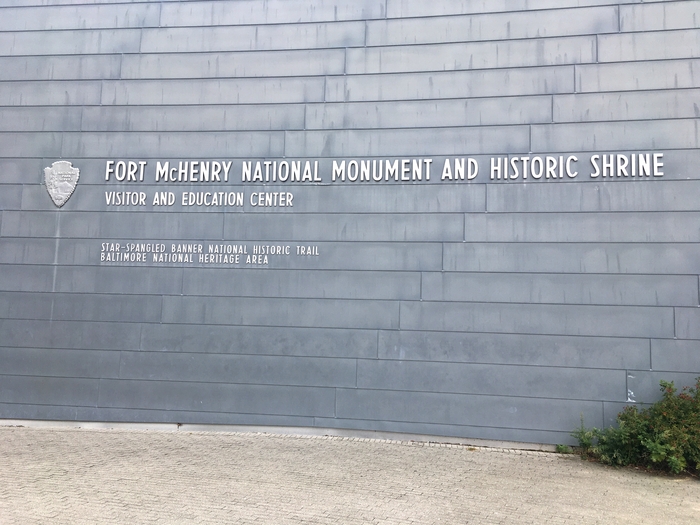 FORT McHENRY NATIONAL MONUMENT AND HISTORIC SHRINE
VISITOR AND EDUCATION CENTER
STAR-SPANGLED BANNER NATIONAL HISTORIC TRAIL
BALTIMORE NATIONAL HERITAGE AREA